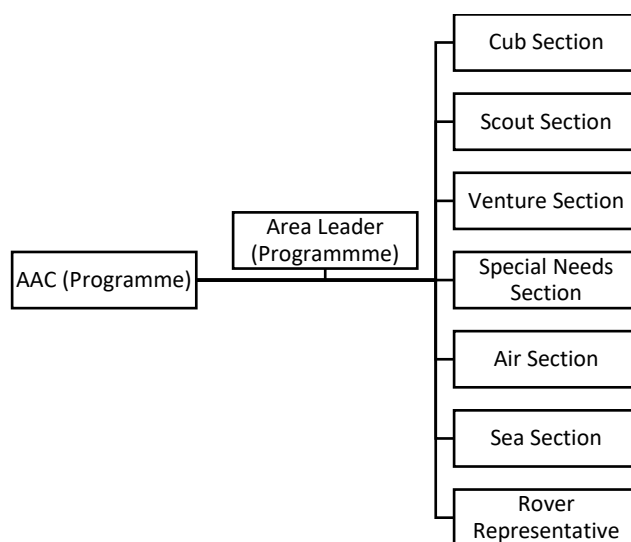 AAC (Programme)
Area Leader
(Programmme)
Cub Section
Scout Section
Venture Section
Special Needs
Section
Air Section
Sea Section
Rover
Representative